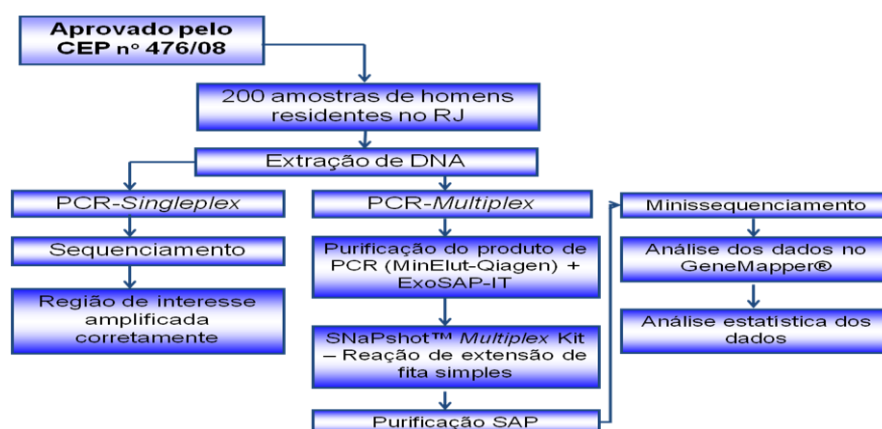 Aprovado pelo
CEP nº 476/08
200 amostras de homens
residentes no RJ
Extração de DNA
PCR-Singleplex
Sequenciamento
Região de interesse
amplificada
corretamente
PCR-Multiplex
Purificação do produto de
PCR (MinElut-Qiagen) +
ExoSAP-IT
SNaPshot™ Multiplex Kit
– Reação de extensão de
fita simples
Purificação SAP
Minissequenciamento
Análise dos dados no
GeneMapper®
Análise estatística dos
dados